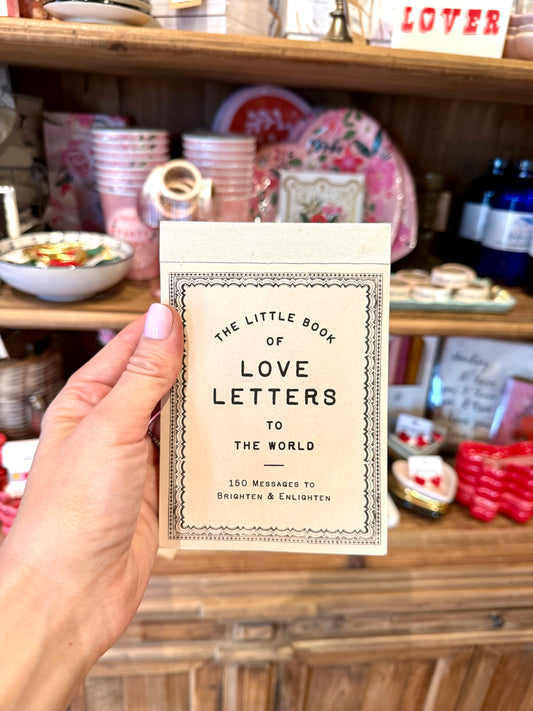 LOVER
THE LITTLE BOOK
OF
LOVE
LETTERS
TO
THE WORLD
150 MESSAGES TO
BRIGHTEN & ENLIGHTEN